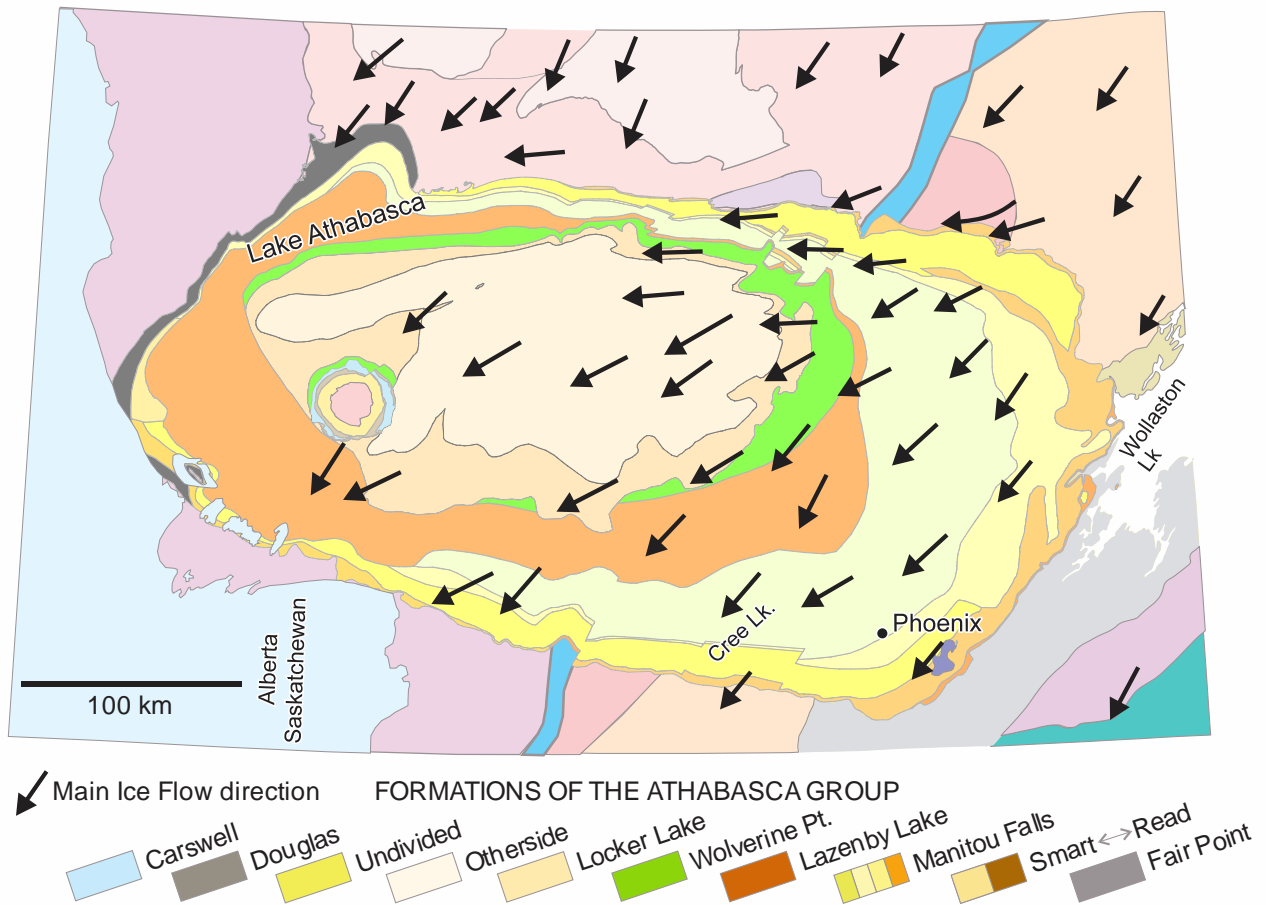 Lake Athabasca
Wollaston
Lk
Phoenix
Cree Lk.
Alberta
Saskatchewan
100 km
Main Ice Flow direction
FORMATIONS OF THE ATHABASCA GROUP
Carswell
Douglas
Undivided
Otherside
Locker Lake
Wolverine Pt.
Lazenby Lake
Manitou Falls
Smart
Read
Fair Point